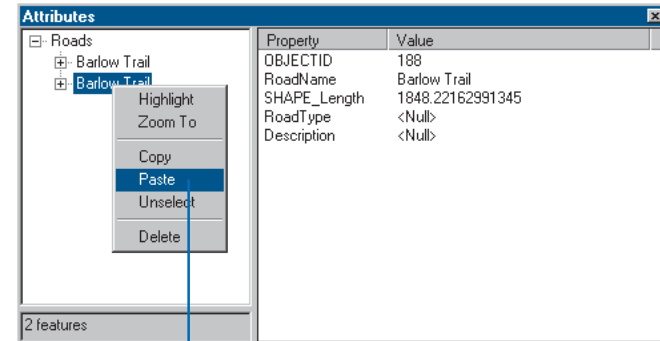 Attributes
Roads
Barlow Trail
Barlow Trail
Highlight
Zoom To
Copy
Paste
Unselect
Delete
2 features
Property Value
OBJECTID 188
RoadName Barlow Trail
SHAPE_Length 1848.22162991345
RoadType <Null>
Description <Null>